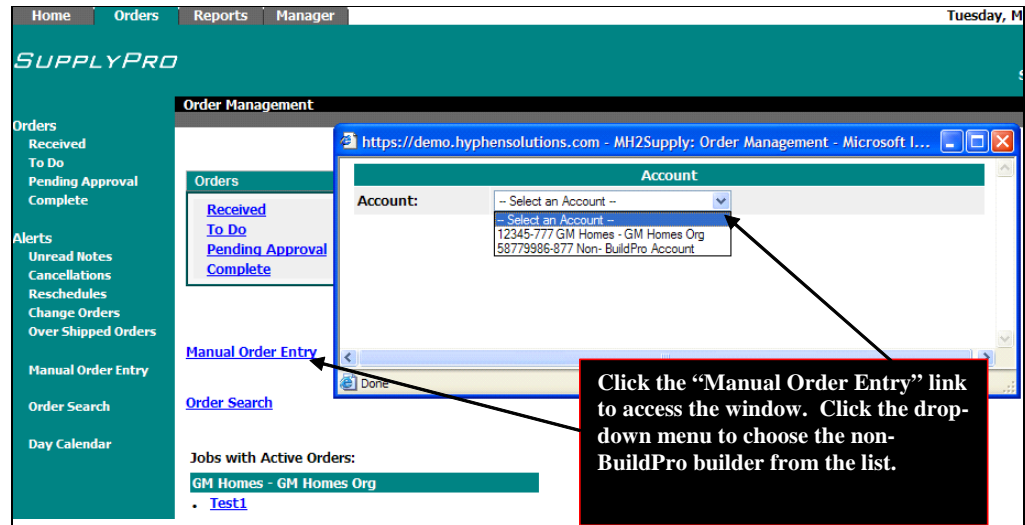 Home Orders Reports Manager Tuesday, M
SUPPLYPRO
Order Management
Orders
Received
To Do
Pending Approval
Complete
Alerts
Unread Notes
Cancellations
Reschedules
Change Orders
Over Shipped Orders
Manual Order Entry
Order Search
Day Calendar
Orders
Received
To Do
Pending Approval
Complete
Manual Order Entry
Order Search
Jobs with Active Orders:
GM Homes - GM Homes Org
• Test1
https://demo.hyphensolutions.com - MH2Supply: Order Management - Microsoft I...
Account
Account: -- Select an Account --
-- Select an Account --
12345-777 GM Homes - GM Homes Org
58779986-877 Non- BuildPro Account
Done
Click the “Manual Order Entry” link
to access the window. Click the drop-
down menu to choose the non-
BuildPro builder from the list.